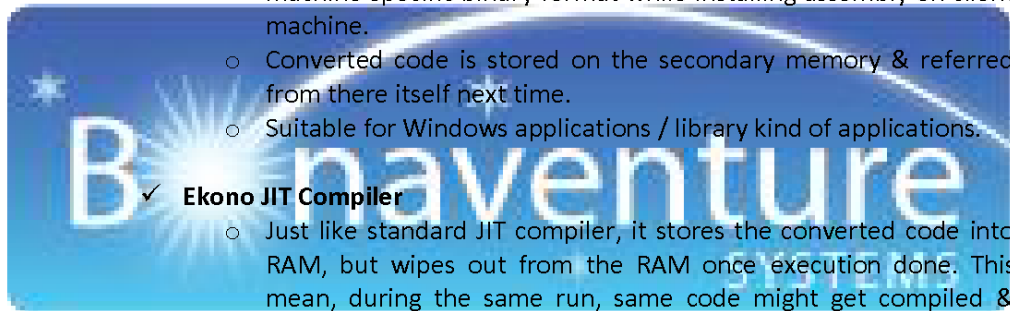 machine.
○ Converted code is stored on the secondary memory & referred
from there itself next time.
○ Suitable for Windows applications / library kind of applications.
Bonaventure
✓ Ekono JIT Compiler
○ Just like standard JIT compiler, it stores the converted code into
RAM, but wipes out from the RAM once execution done. This
SYSTEMS
mean, during the same run, same code might get compiled &